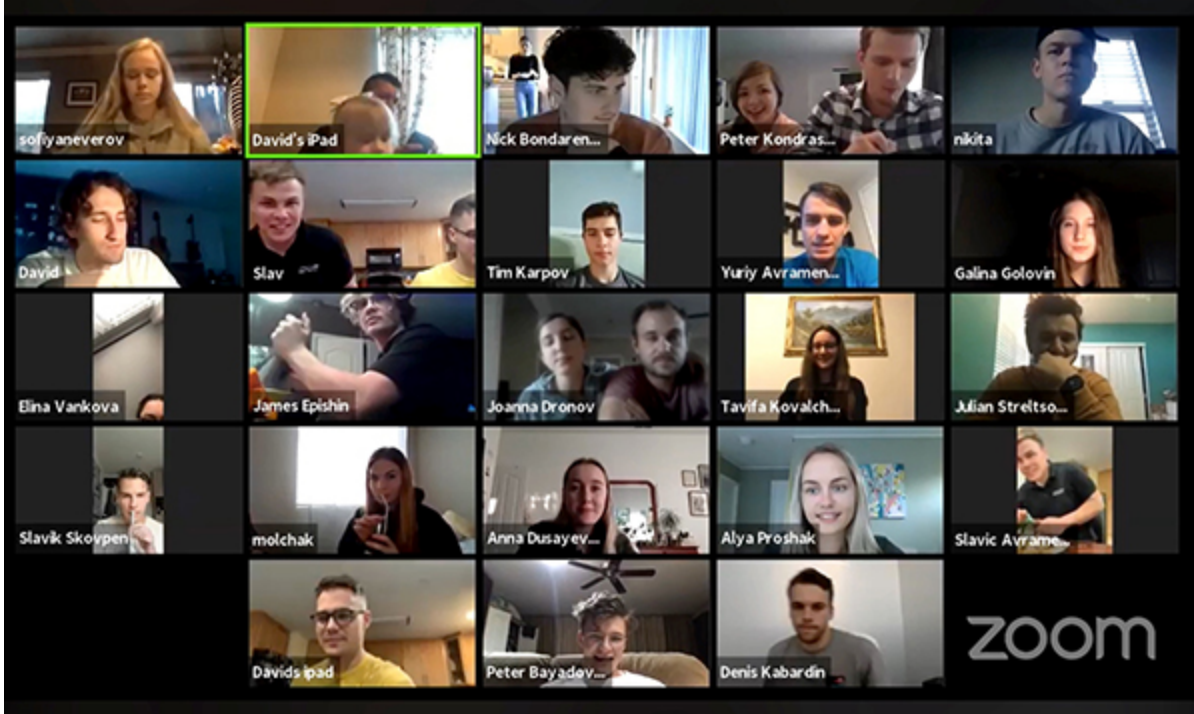 sofiyaneverov
David's iPad
Nick Bondaren...
Peter Kondras...
nikita
David
Slav
Tim Karpov
Yuriy Avramen...
Galina Golovin
Elina Vankova
James Epishin
Joanna Dronov
Tavifa Kovalch...
Julian Streltso...
Slavik Skovpen
molchak
Anna Dusayev...
Alya Proshak
Slavic Avrame...
Davids ipad
Peter Bayadov...
Denis Kabardin
zoom